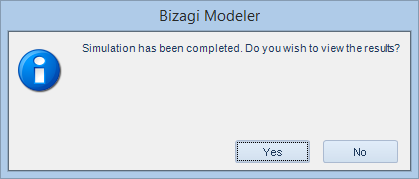 Bizagi Modeler
Simulation has been completed. Do you wish to view the results?
Yes
No